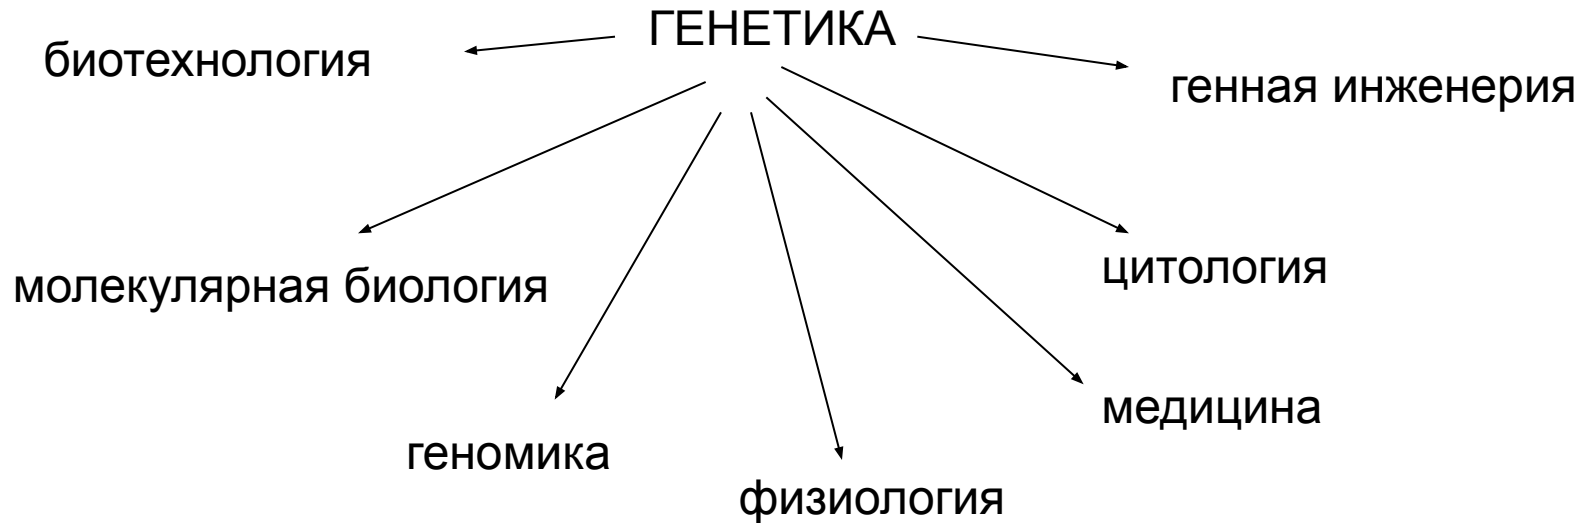 ГЕНЕТИКА
биотехнология
генная инженерия
цитология
молекулярная биология
медицина
геномика
физиология